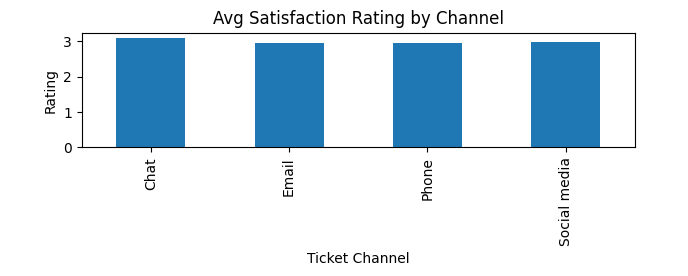 Avg Satisfaction Rating by Channel
Rating
3
2
1
0
Chat
Email
Phone
Social media
Ticket Channel